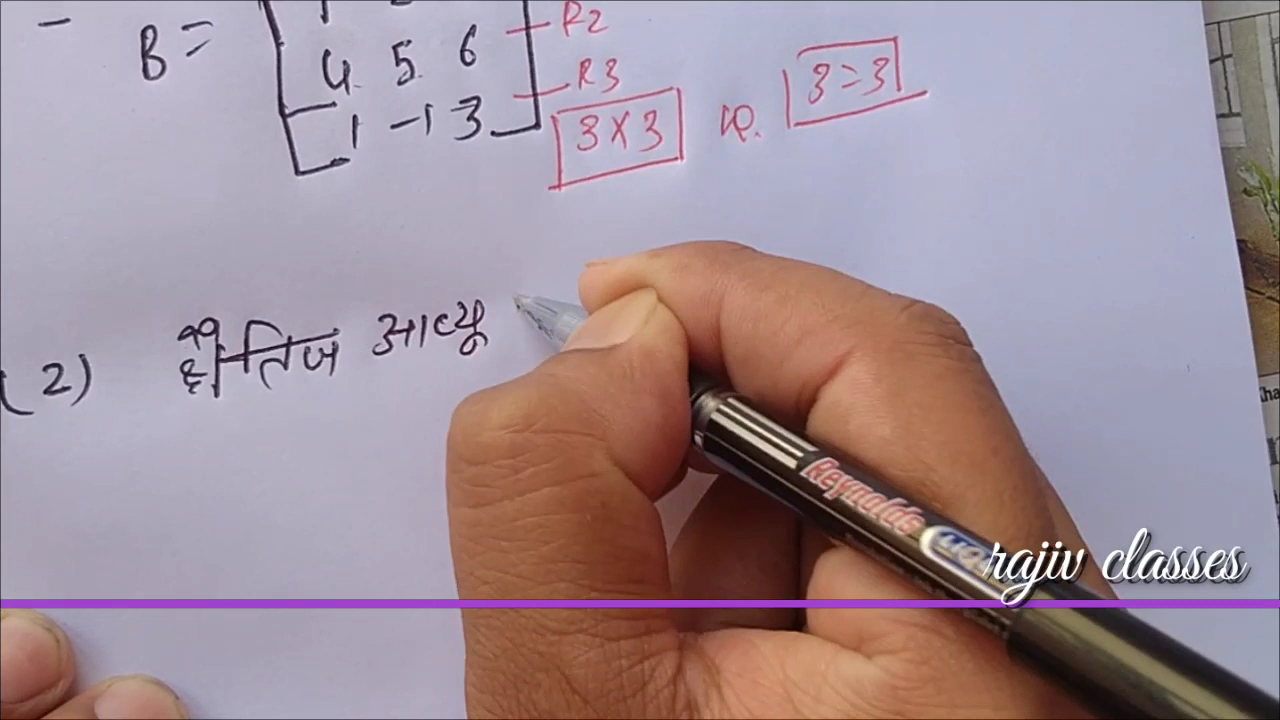 R2
B = 4 5 6
R3
1 -1 3
3 X 3
3 = 3
(2) क्षैतिज आव्यू
Reynolds
rajiv classes